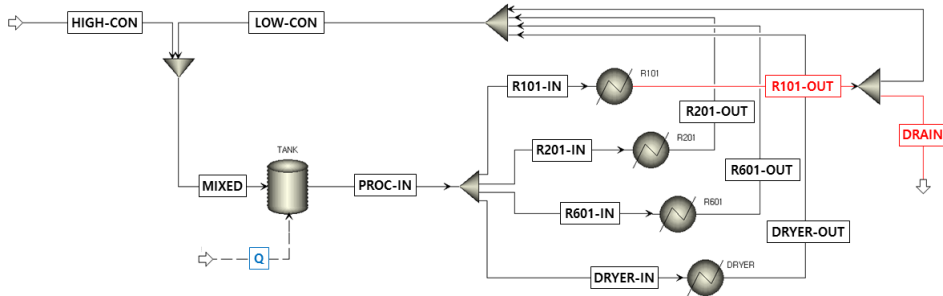 HIGH-CON
LOW-CON
R101-IN
R101
R101-OUT
R201-OUT
DRAIN
TANK
R201-IN
R201
MIXED
PROC-IN
R601-OUT
R601-IN
R601
DRYER-OUT
Q
DRYER-IN
DRYER